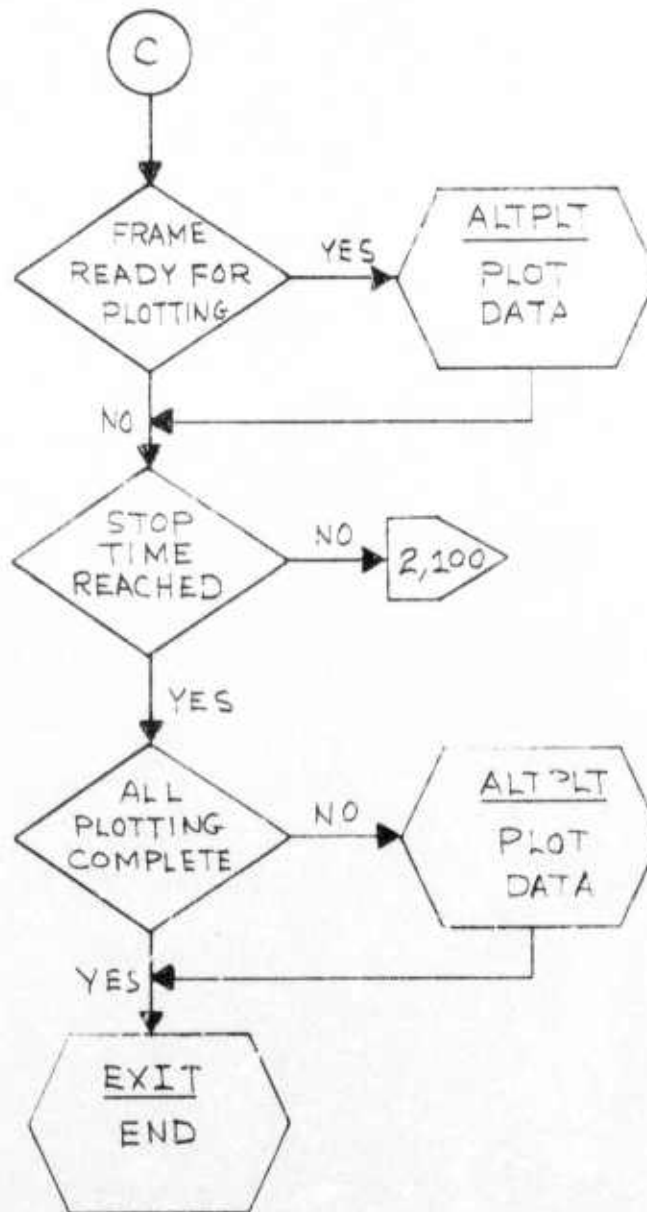 C
FRAME
READY FOR
PLOTTING
YES
ALTPLT
PLOT
DATA
NO
STOP
TIME
REACHED
NO
2,100
YES
ALL
PLOTTING
COMPLETE
NO
ALTPLT
PLOT
DATA
YES
EXIT
END